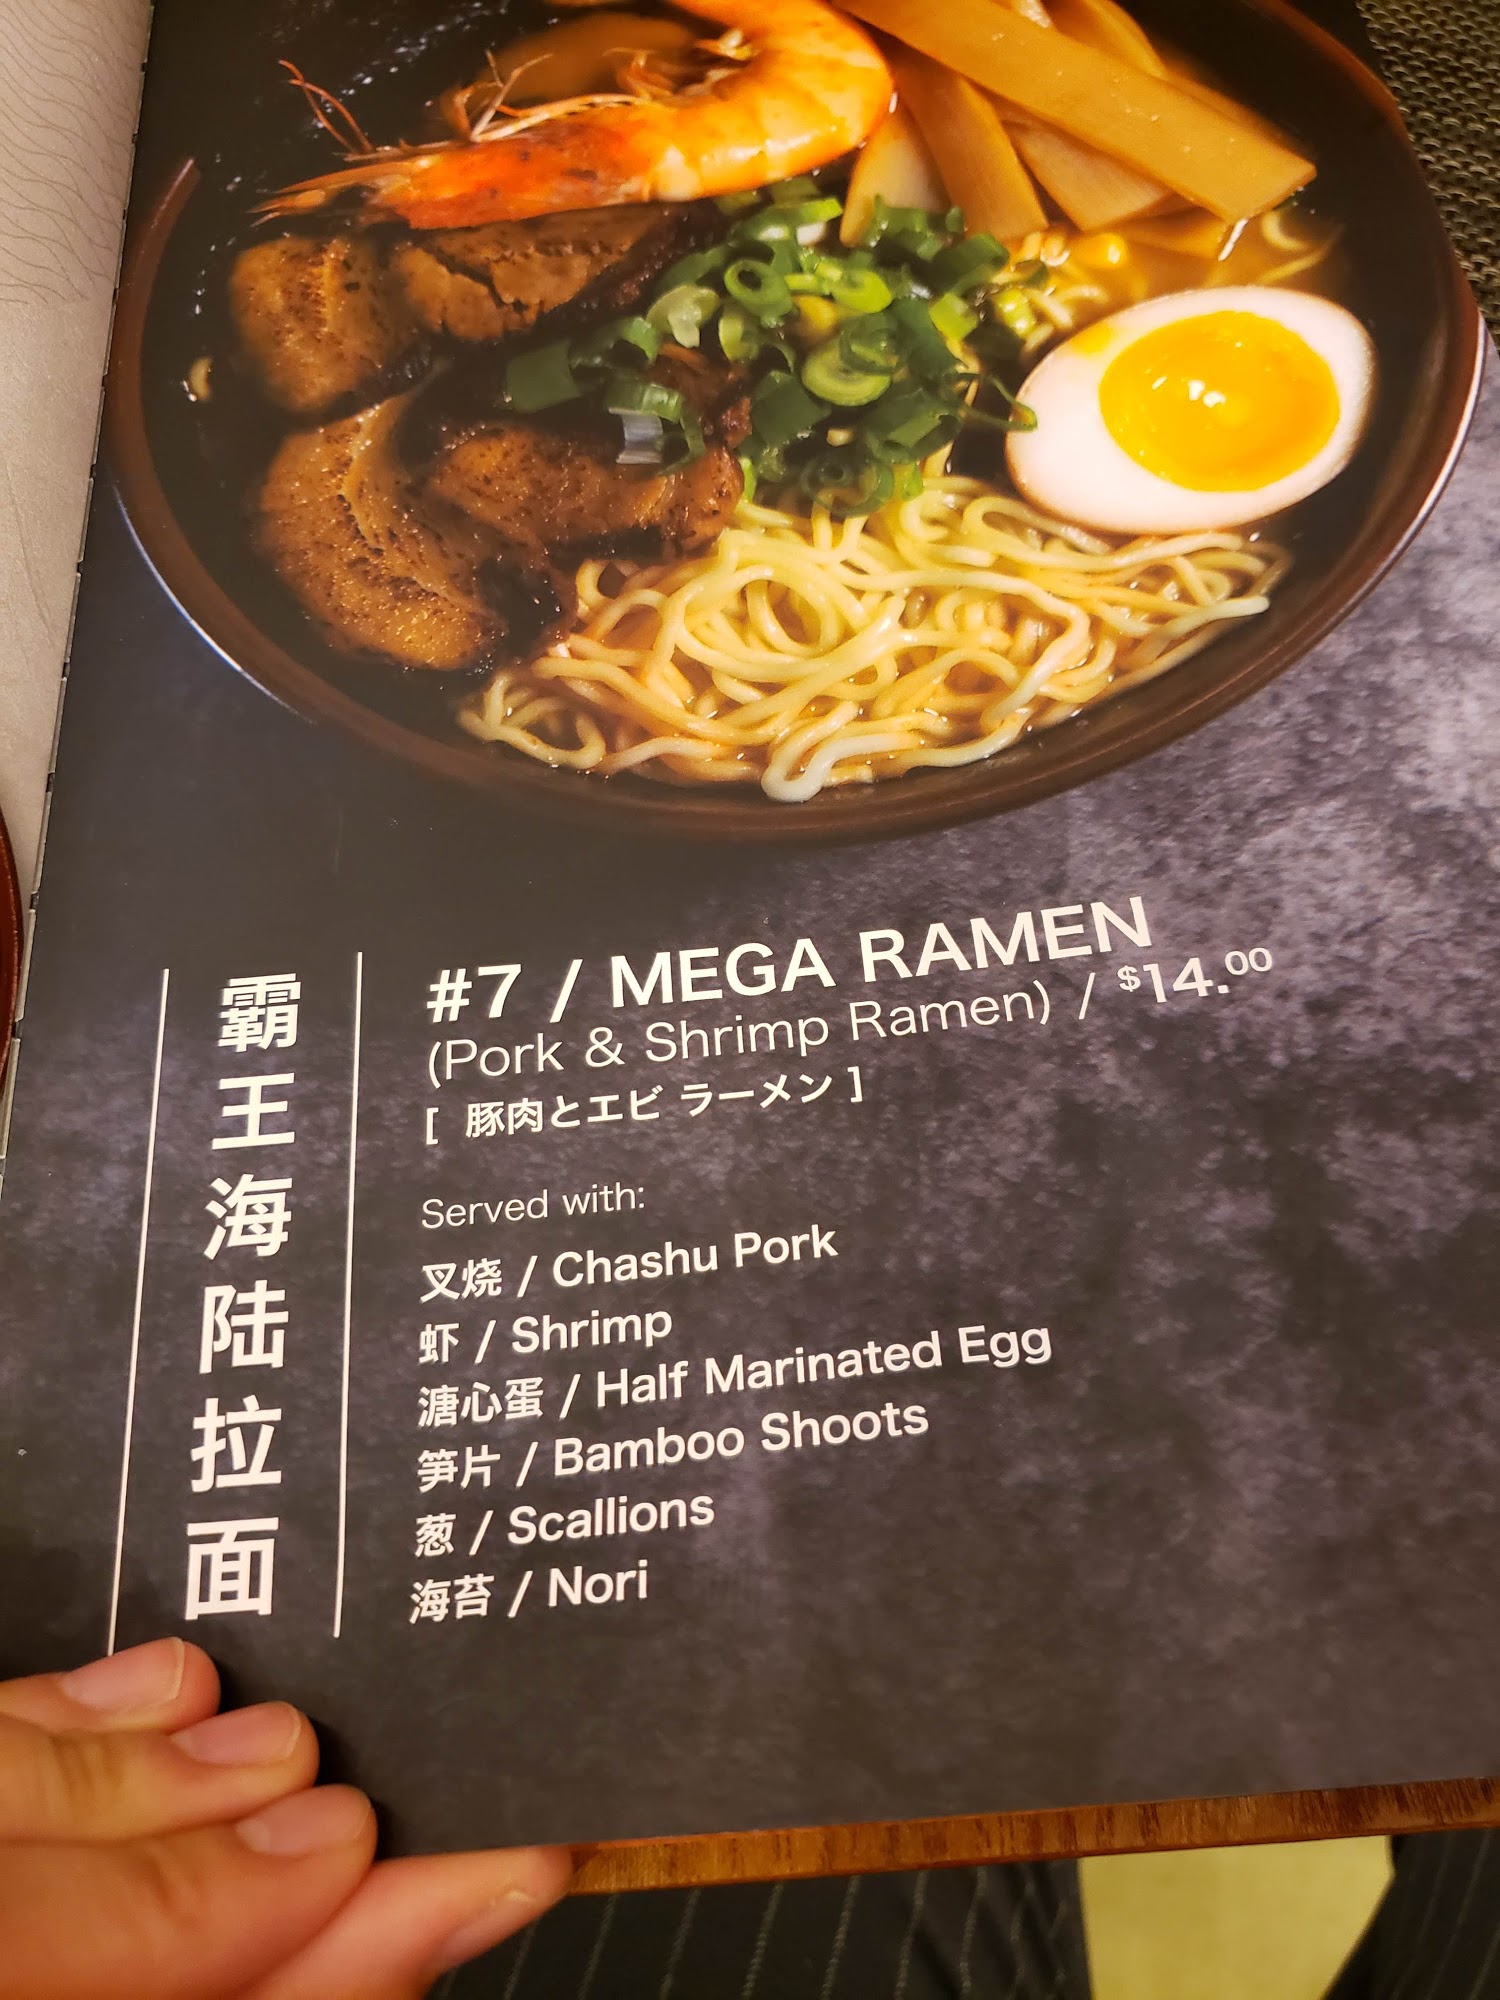 霸王海陆拉面
#7 / MEGA RAMEN
(Pork & Shrimp Ramen) / $14.00
[ 豚肉とエビ ラーメン ]
Served with:
叉烧 / Chashu Pork
虾 / Shrimp
溏心蛋 / Half Marinated Egg
笋片 / Bamboo Shoots
葱 / Scallions
海苔 / Nori